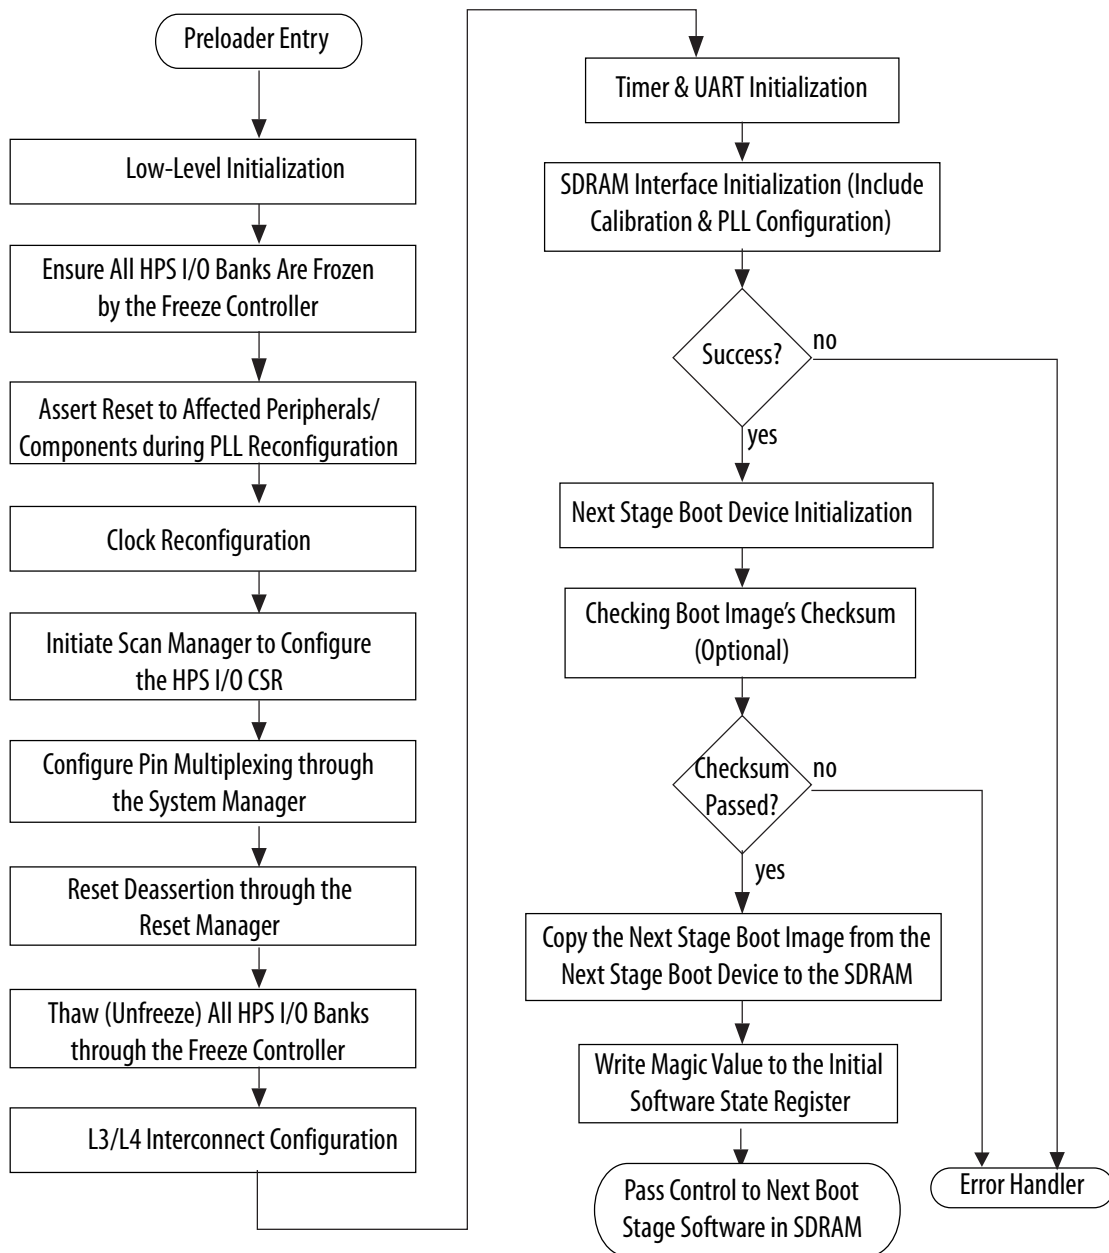 Preloader Entry
Low-Level Initialization
Ensure All HPS I/O Banks Are Frozen
by the Freeze Controller
Assert Reset to Affected Peripherals/
Components during PLL Reconfiguration
Clock Reconfiguration
Initiate Scan Manager to Configure
the HPS I/O CSR
Configure Pin Multiplexing through
the System Manager
Reset Deassertion through the
Reset Manager
Thaw (Unfreeze) All HPS I/O Banks
through the Freeze Controller
L3/L4 Interconnect Configuration
Timer & UART Initialization
SDRAM Interface Initialization (Include
Calibration & PLL Configuration)
Success?
no
yes
Next Stage Boot Device Initialization
Checking Boot Image's Checksum
(Optional)
Checksum
Passed?
no
yes
Copy the Next Stage Boot Image from the
Next Stage Boot Device to the SDRAM
Write Magic Value to the Initial
Software State Register
Pass Control to Next Boot
Stage Software in SDRAM
Error Handler